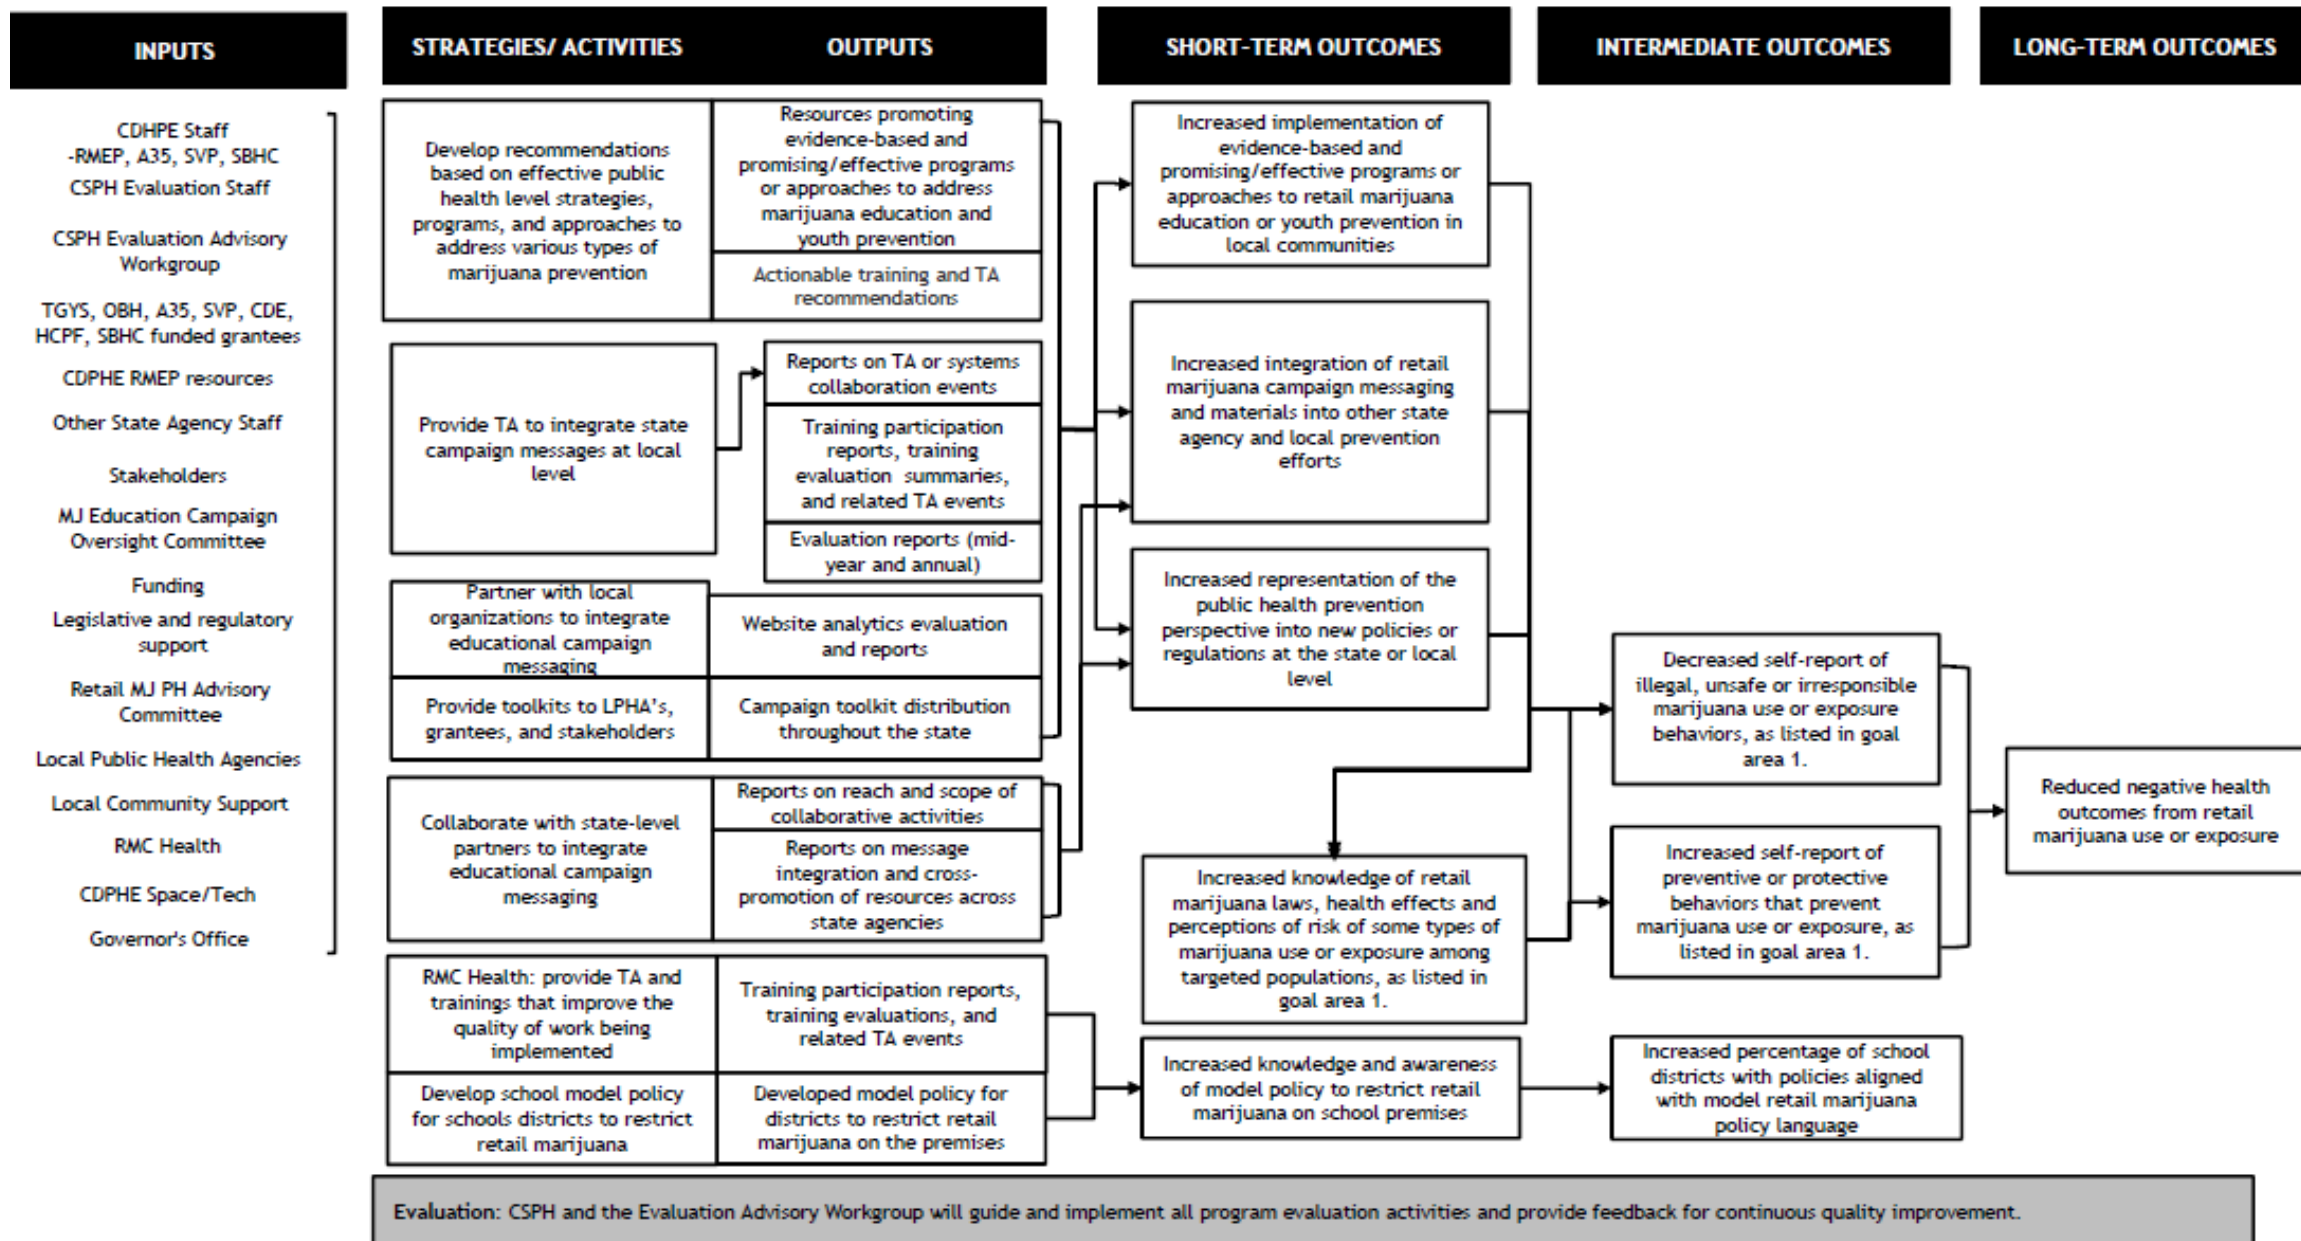 INPUTS
STRATEGIES/ ACTIVITIES
OUTPUTS
SHORT-TERM OUTCOMES
INTERMEDIATE OUTCOMES
LONG-TERM OUTCOMES
CDHPE Staff
-RMEP, A35, SVP, SBHC
CSPH Evaluation Staff
CSPH Evaluation Advisory
Workgroup
TGYS, OBH, A35, SVP, CDE,
HCPF, SBHC funded grantees
CDPHE RMEP resources
Other State Agency Staff
Stakeholders
MJ Education Campaign
Oversight Committee
Funding
Legislative and regulatory
support
Retail MJ PH Advisory
Committee
Local Public Health Agencies
Local Community Support
RMC Health
CDPHE Space/Tech
Governor's Office
Develop recommendations
based on effective public
health level strategies,
programs, and approaches to
address various types of
marijuana prevention
Resources promoting
evidence-based and
promising/effective programs
or approaches to address
marijuana education and
youth prevention
Actionable training and TA
recommendations
Provide TA to integrate state
campaign messages at local
level
Reports on TA or systems
collaboration events
Training participation
reports, training
evaluation summaries,
and related TA events
Evaluation reports (mid-
year and annual)
Partner with local
organizations to integrate
educational campaign
messaging
Website analytics evaluation
and reports
Provide toolkits to LPHA's,
grantees, and stakeholders
Campaign toolkit distribution
throughout the state
Collaborate with state-level
partners to integrate
educational campaign
messaging
Reports on reach and scope of
collaborative activities
Reports on message
integration and cross-
promotion of resources across
state agencies
RMC Health: provide TA and
trainings that improve the
quality of work being
implemented
Training participation reports,
training evaluations, and
related TA events
Develop school model policy
for schools districts to restrict
retail marijuana
Developed model policy for
districts to restrict retail
marijuana on the premises
Increased implementation of
evidence-based and
promising/effective programs or
approaches to retail marijuana
education or youth prevention in
local communities
Increased integration of retail
marijuana campaign messaging
and materials into other state
agency and local prevention
efforts
Increased representation of the
public health prevention
perspective into new policies or
regulations at the state or local
level
Increased knowledge of retail
marijuana laws, health effects and
perceptions of risk of some types of
marijuana use or exposure among
targeted populations, as listed in
goal area 1.
Increased knowledge and awareness
of model policy to restrict retail
marijuana on school premises
Decreased self-report of
illegal, unsafe or irresponsible
marijuana use or exposure
behaviors, as listed in goal
area 1.
Increased self-report of
preventive or protective
behaviors that prevent
marijuana use or exposure, as
listed in goal area 1.
Increased percentage of school
districts with policies aligned
with model retail marijuana
policy language
Reduced negative health
outcomes from retail
marijuana use or exposure
Evaluation: CSPH and the Evaluation Advisory Workgroup will guide and implement all program evaluation activities and provide feedback for continuous quality improvement.